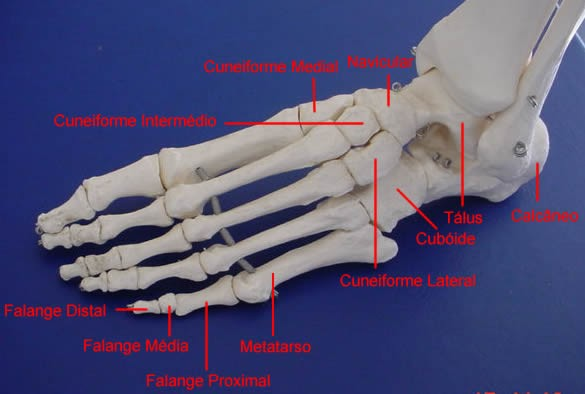 Cuneiforme Medial
Navicular
Cuneiforme Intermédio
Tálus
Calcâneo
Cubóide
Cuneiforme Lateral
Falange Distal
Falange Média
Metatarso
Falange Proximal